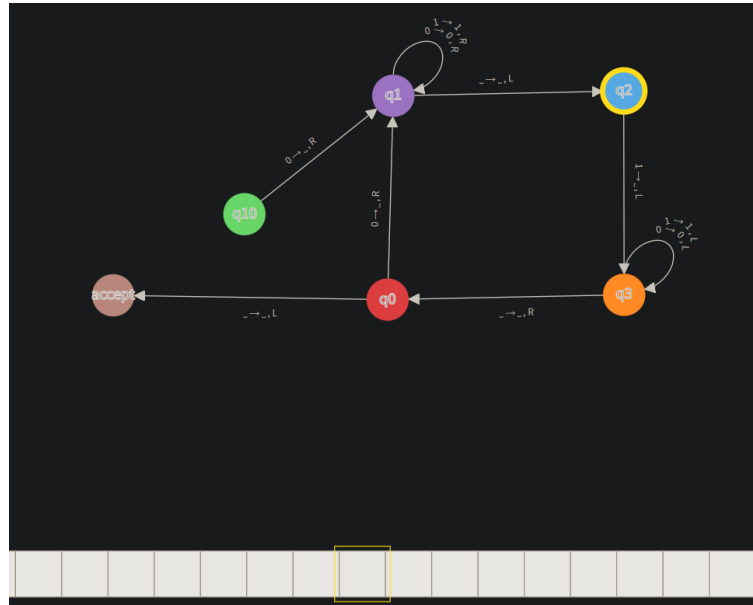 1→1,R
0→0,R
q1
␣→␣,L
q2
0→␣,R
q10
0→␣,R
1→␣,L
1→1,L
0→0,L
accept
q0
q3
␣→␣,L
␣→␣,R